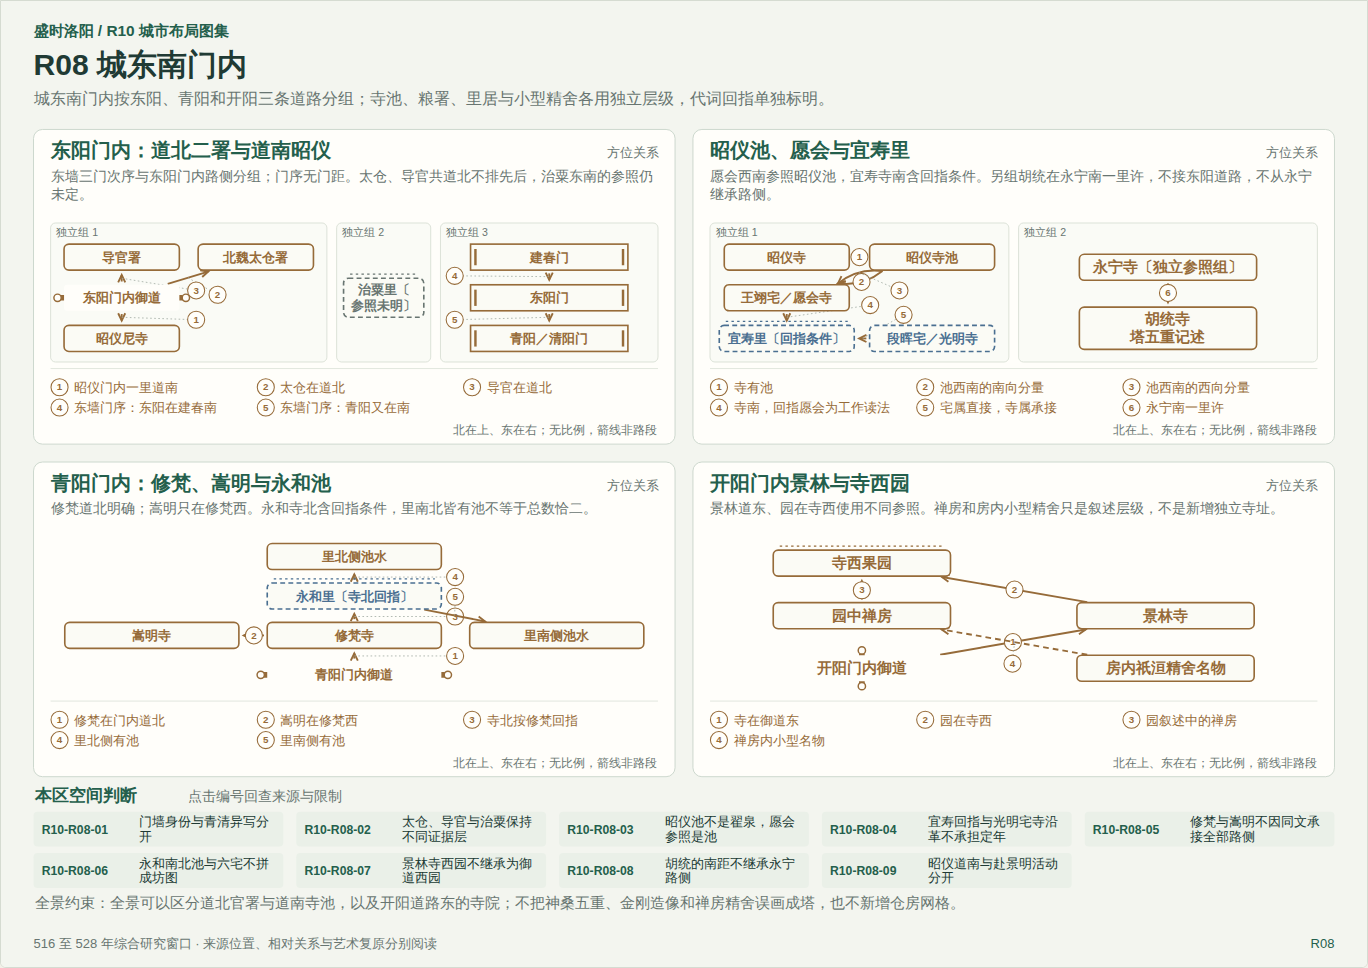 盛时洛阳 / R10 城市布局图集
R08 城东南门内
城东南门内按东阳、青阳和开阳三条道路分组；寺池、粮署、里居与小型精舍各用独立层级，代词回指单独标明。
东阳门内：道北二署与道南昭仪
方位关系
东墙三门次序与东阳门内路侧分组；门序无门距。太仓、导官共道北不排先后，治粟东南的参照仍
未定。
独立组 1
导官署
北魏太仓署
东阳门内御道
3
2
1
昭仪尼寺
独立组 2
治粟里〔
参照未明〕
独立组 3
建春门
4
东阳门
5
青阳／清阳门
1 昭仪门内一里道南
2 太仓在道北
3 导官在道北
4 东墙门序：东阳在建春南
5 东墙门序：青阳又在南
北在上、东在右；无比例，箭线非路段
昭仪池、愿会与宜寿里
方位关系
愿会西南参照昭仪池，宜寿寺南含回指条件。另组胡统在永宁南一里许，不接东阳道路，不从永宁
继承路侧。
独立组 1
昭仪寺
1
昭仪寺池
2
3
王翊宅／愿会寺
4
5
宜寿里〔回指条件〕
段晖宅／光明寺
独立组 2
永宁寺〔独立参照组〕
6
胡统寺
塔五重记述
1 寺有池
2 池西南的南向分量
3 池西南的西向分量
4 寺南，回指愿会为工作读法
5 宅属直接，寺属承接
6 永宁南一里许
北在上、东在右；无比例，箭线非路段
青阳门内：修梵、嵩明与永和池
方位关系
修梵道北明确；嵩明只在修梵西。永和寺北含回指条件，里南北皆有池不等于总数恰二。
里北侧池水
4
永和里〔寺北回指〕
5
3
嵩明寺
2
修梵寺
里南侧池水
1
青阳门内御道
1 修梵在门内道北
2 嵩明在修梵西
3 寺北按修梵回指
4 里北侧有池
5 里南侧有池
北在上、东在右；无比例，箭线非路段
开阳门内景林与寺西园
方位关系
景林道东、园在寺西使用不同参照。禅房和房内小型精舍只是叙述层级，不是新增独立寺址。
寺西果园
3
2
园中禅房
景林寺
1
4
开阳门内御道
房内祇洹精舍名物
1 寺在御道东
2 园在寺西
3 园叙述中的禅房
4 禅房内小型名物
北在上、东在右；无比例，箭线非路段
本区空间判断
点击编号回查来源与限制
R10-R08-01
门墙身份与青清异写分
开
R10-R08-02
太仓、导官与治粟保持
不同证据层
R10-R08-03
昭仪池不是翟泉，愿会
参照是池
R10-R08-04
宜寿回指与光明宅寺沿
革不承担定年
R10-R08-05
修梵与嵩明不因同文承
接全部路侧
R10-R08-06
永和南北池与六宅不拼
成坊图
R10-R08-07
景林寺西园不继承为御
道西园
R10-R08-08
胡统的南距不继承永宁
路侧
R10-R08-09
昭仪道南与赴景明活动
分开
全景约束：全景可以区分道北官署与道南寺池，以及开阳道路东的寺院；不把神桑五重、金刚造像和禅房精舍误画成塔，也不新增仓房网格。
516 至 528 年综合研究窗口 · 来源位置、相对关系与艺术复原分别阅读
R08